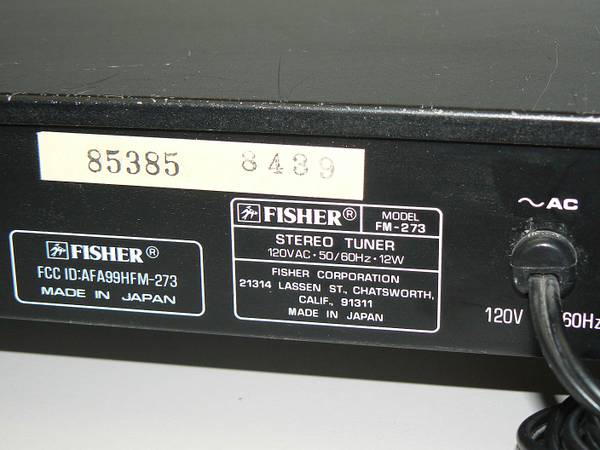 85385 8489
FISHER®
FCC ID:AFA99HFM-273
MADE IN JAPAN
FISHER®
MODEL
FM-273
STEREO TUNER
120VAC·50/60Hz·12W
FISHER CORPORATION
21314 LASSEN ST., CHATSWORTH,
CALIF., 91311
MADE IN JAPAN
~AC
120V 60Hz